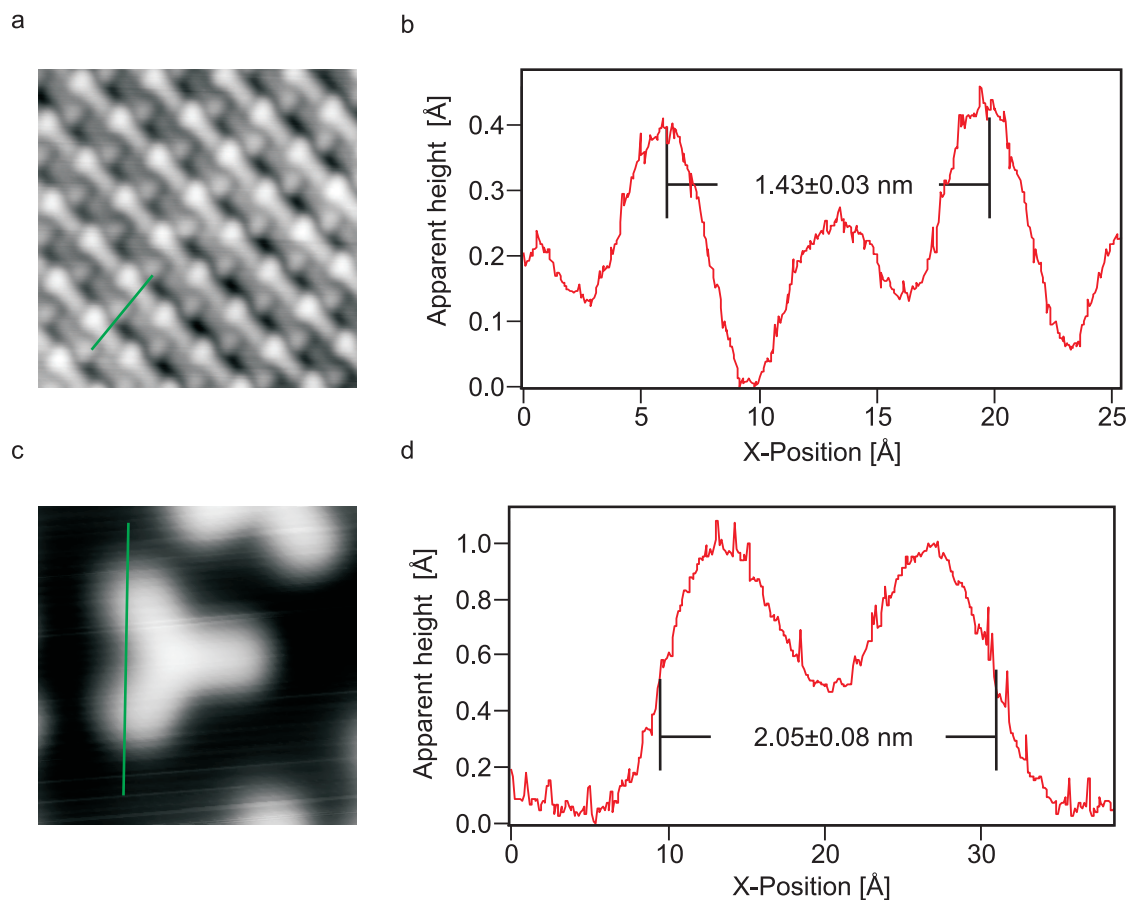 a
b
Apparent height [Å]
0.4
0.3
0.2
0.1
0.0
1.43±0.03 nm
0 5 10 15 20 25
X-Position [Å]
c
d
Apparent height [Å]
1.0
0.8
0.6
0.4
0.2
0.0
2.05±0.08 nm
0 10 20 30
X-Position [Å]